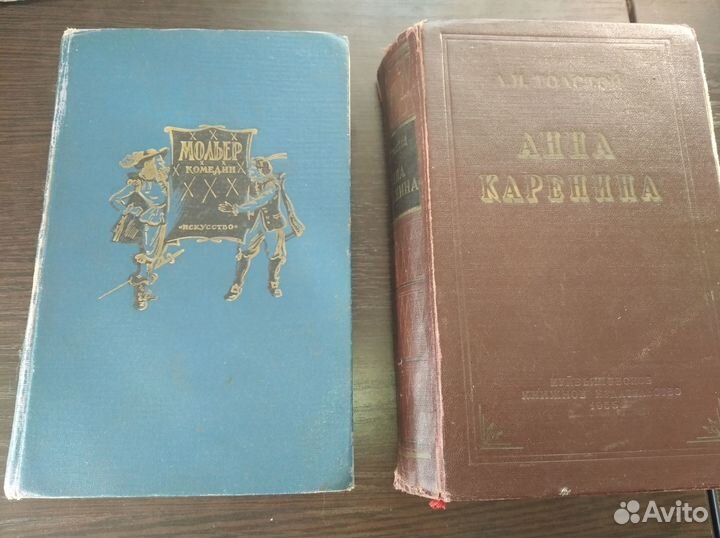 МОЛЬЕР
КОМЕДИИ
"ИСКУССТВО"
Л.Н. ТОЛСТОЙ
АННА
КАРЕНИНА
КУЙБЫШЕВСКОЕ
КНИЖНОЕ ИЗДАТЕЛЬСТВО
Avito